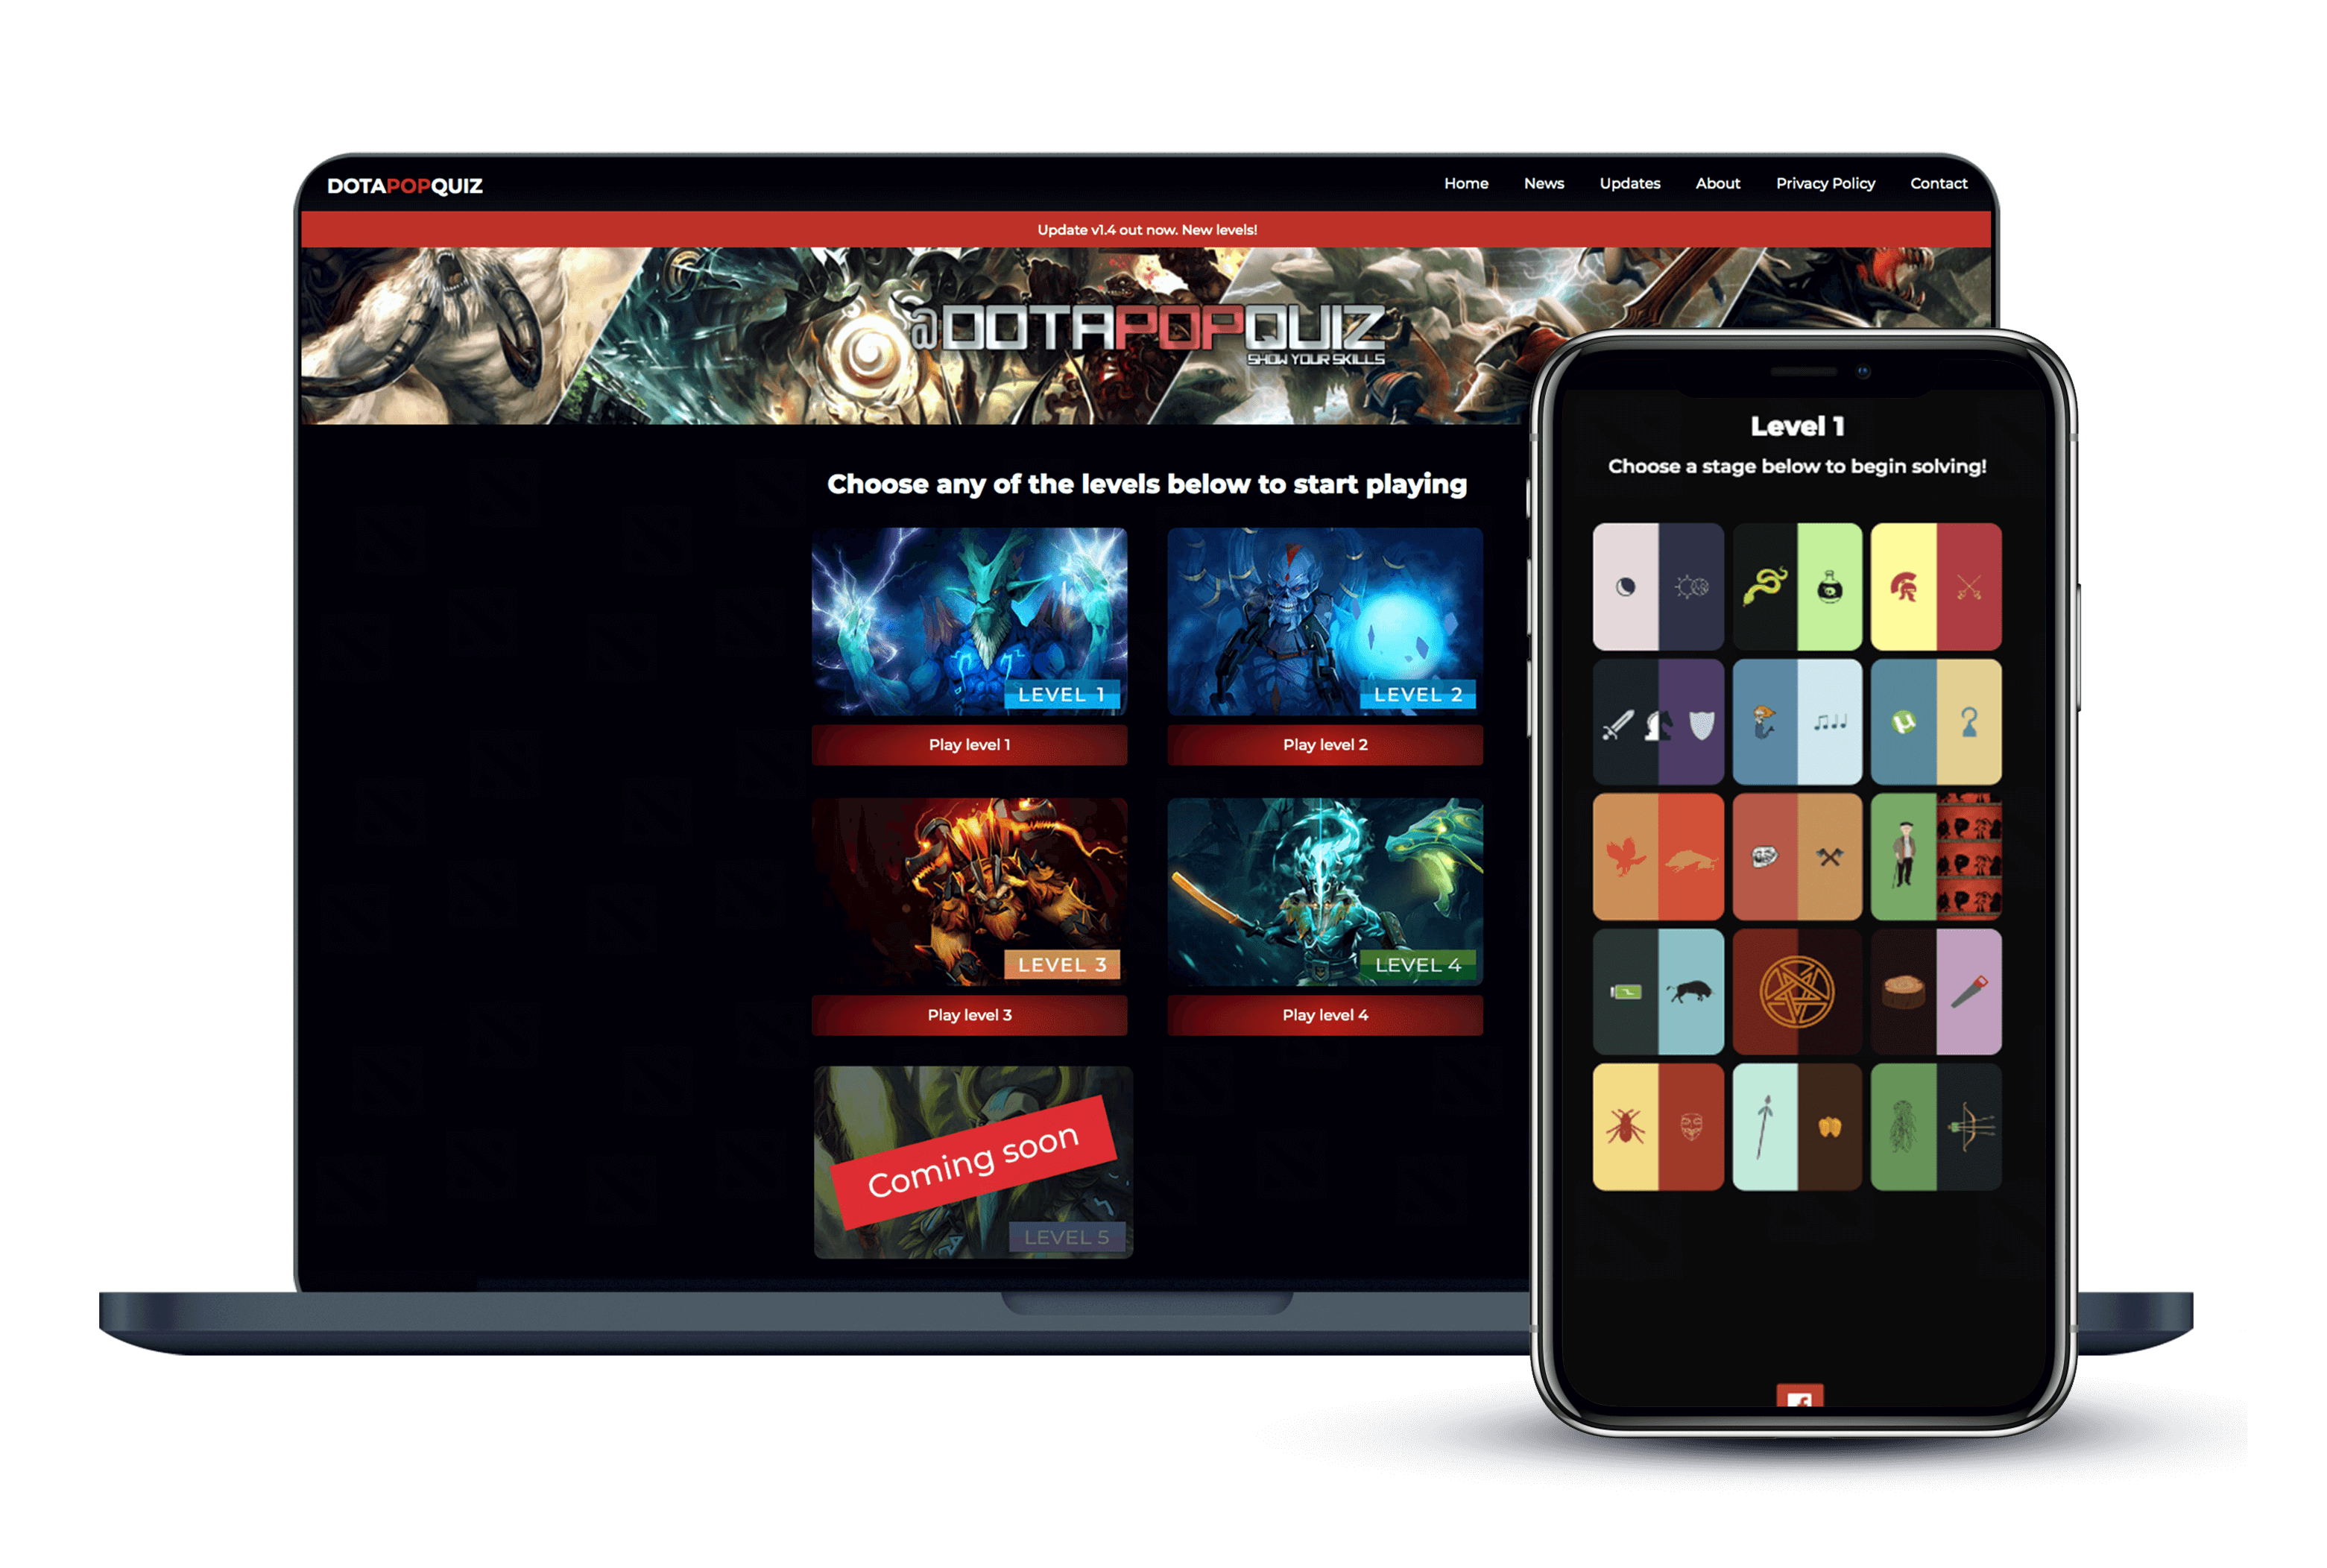 DOTAPOPQUIZ
Home News Updates About Privacy Policy Contact
Update v1.4 out now. New levels!
@DOTAPOPQUIZ
SHOW YOUR SKILLS
Choose any of the levels below to start playing
LEVEL 1
LEVEL 2
Play level 1
Play level 2
LEVEL 3
LEVEL 4
Play level 3
Play level 4
Coming soon
LEVEL 5
Level 1
Choose a stage below to begin solving!